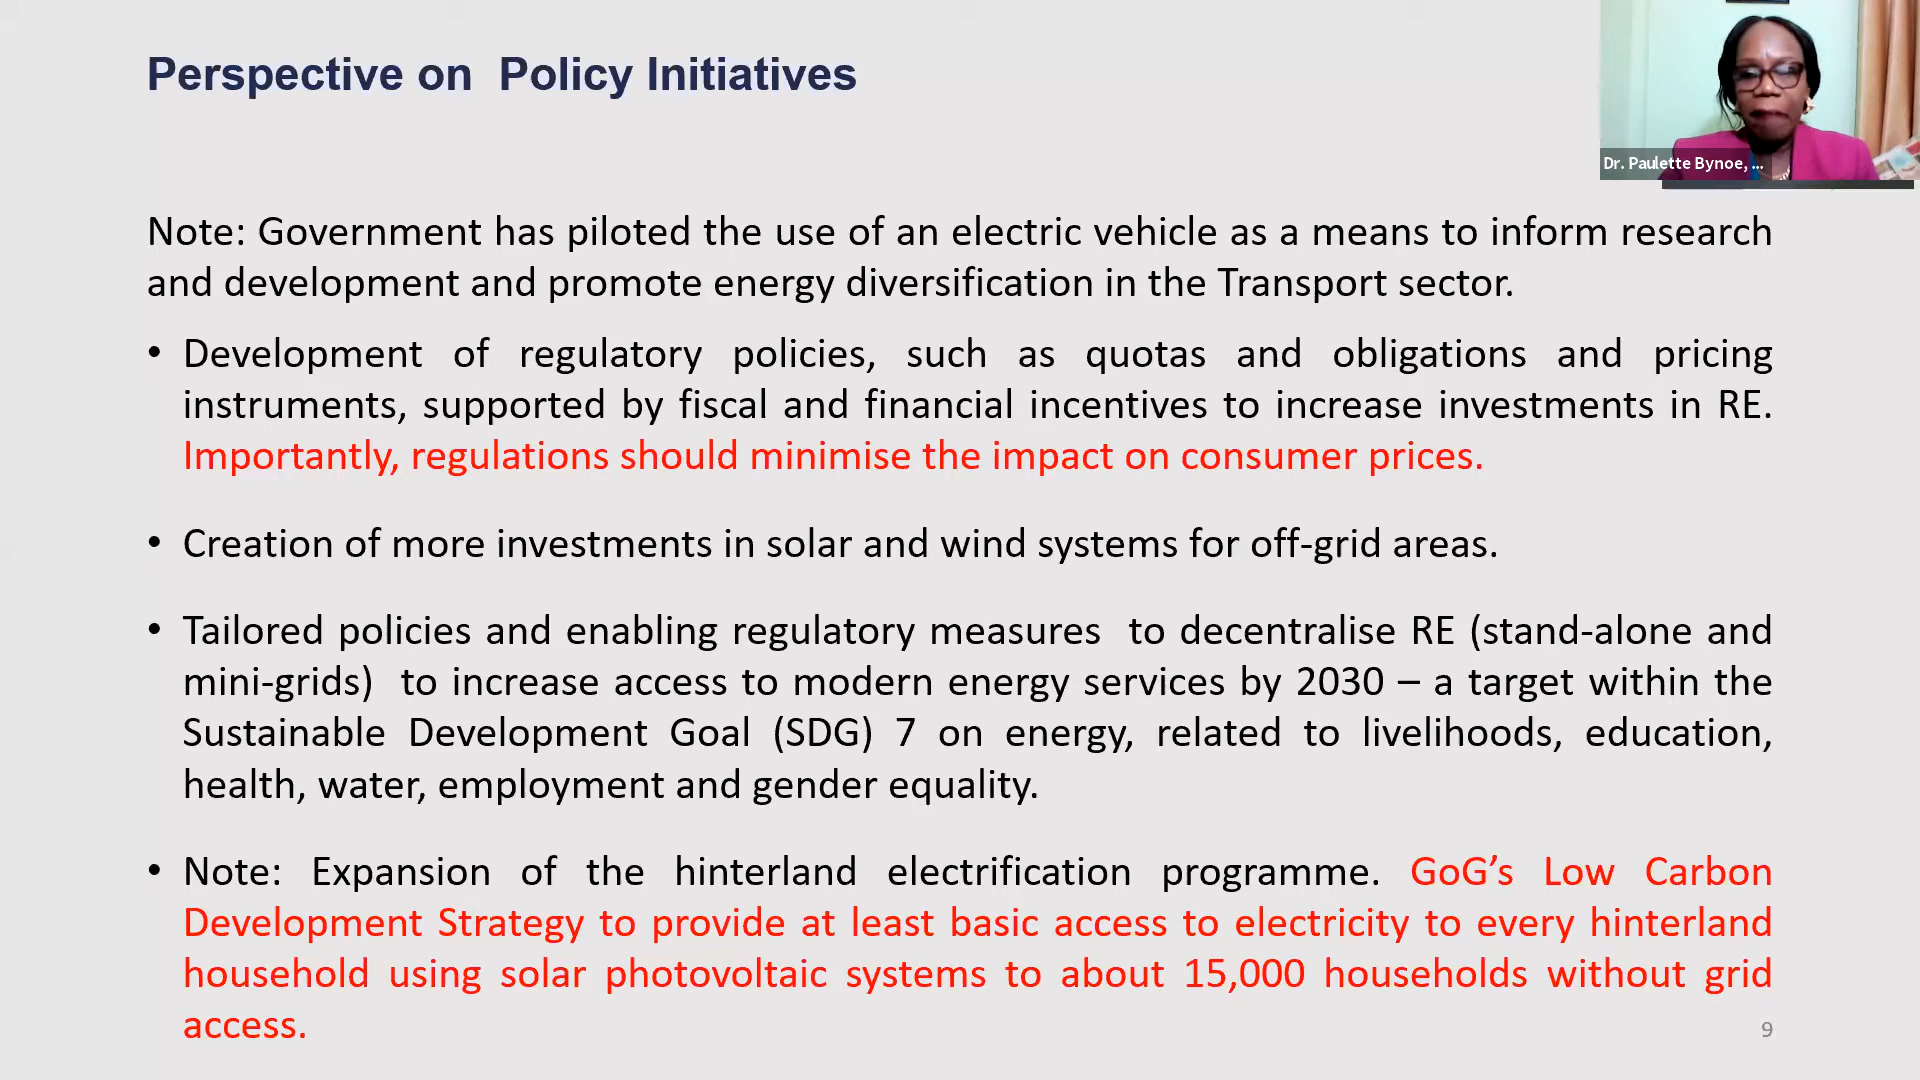 Perspective on  Policy Initiatives
Dr. Paulette Bynoe, ...
Note: Government has piloted the use of an electric vehicle as a means to inform research
and development and promote energy diversification in the Transport sector.
• Development of regulatory policies, such as quotas and obligations and pricing
instruments, supported by fiscal and financial incentives to increase investments in RE.
Importantly, regulations should minimise the impact on consumer prices.
• Creation of more investments in solar and wind systems for off-grid areas.
• Tailored policies and enabling regulatory measures  to decentralise RE (stand-alone and
mini-grids)  to increase access to modern energy services by 2030 – a target within the
Sustainable Development Goal (SDG) 7 on energy, related to livelihoods, education,
health, water, employment and gender equality.
• Note: Expansion of the hinterland electrification programme. GoG’s Low Carbon
Development Strategy to provide at least basic access to electricity to every hinterland
household using solar photovoltaic systems to about 15,000 households without grid
access.
9